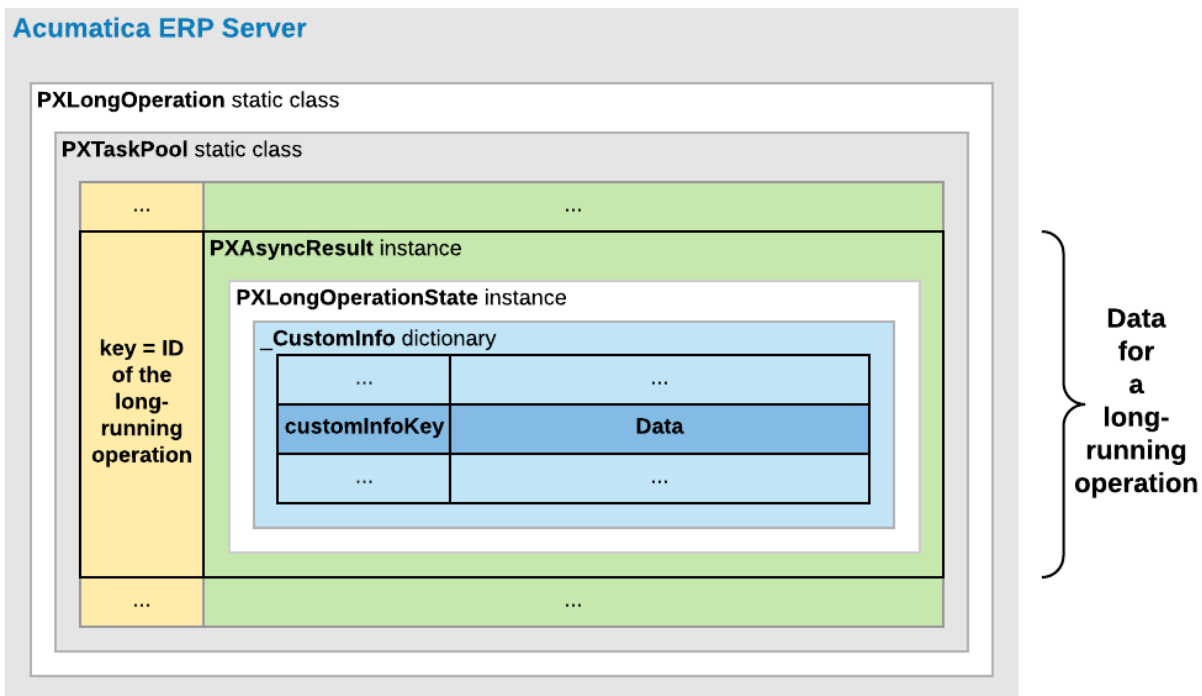 Acumatica ERP Server
PXLongOperation static class
PXTaskPool static class
...
...
PXAsyncResult instance
PXLongOperationState instance
_CustomInfo dictionary
...
...
customInfoKey
Data
...
...
key = ID
of the
long-
running
operation
...
...
Data
for
a
long-
running
operation